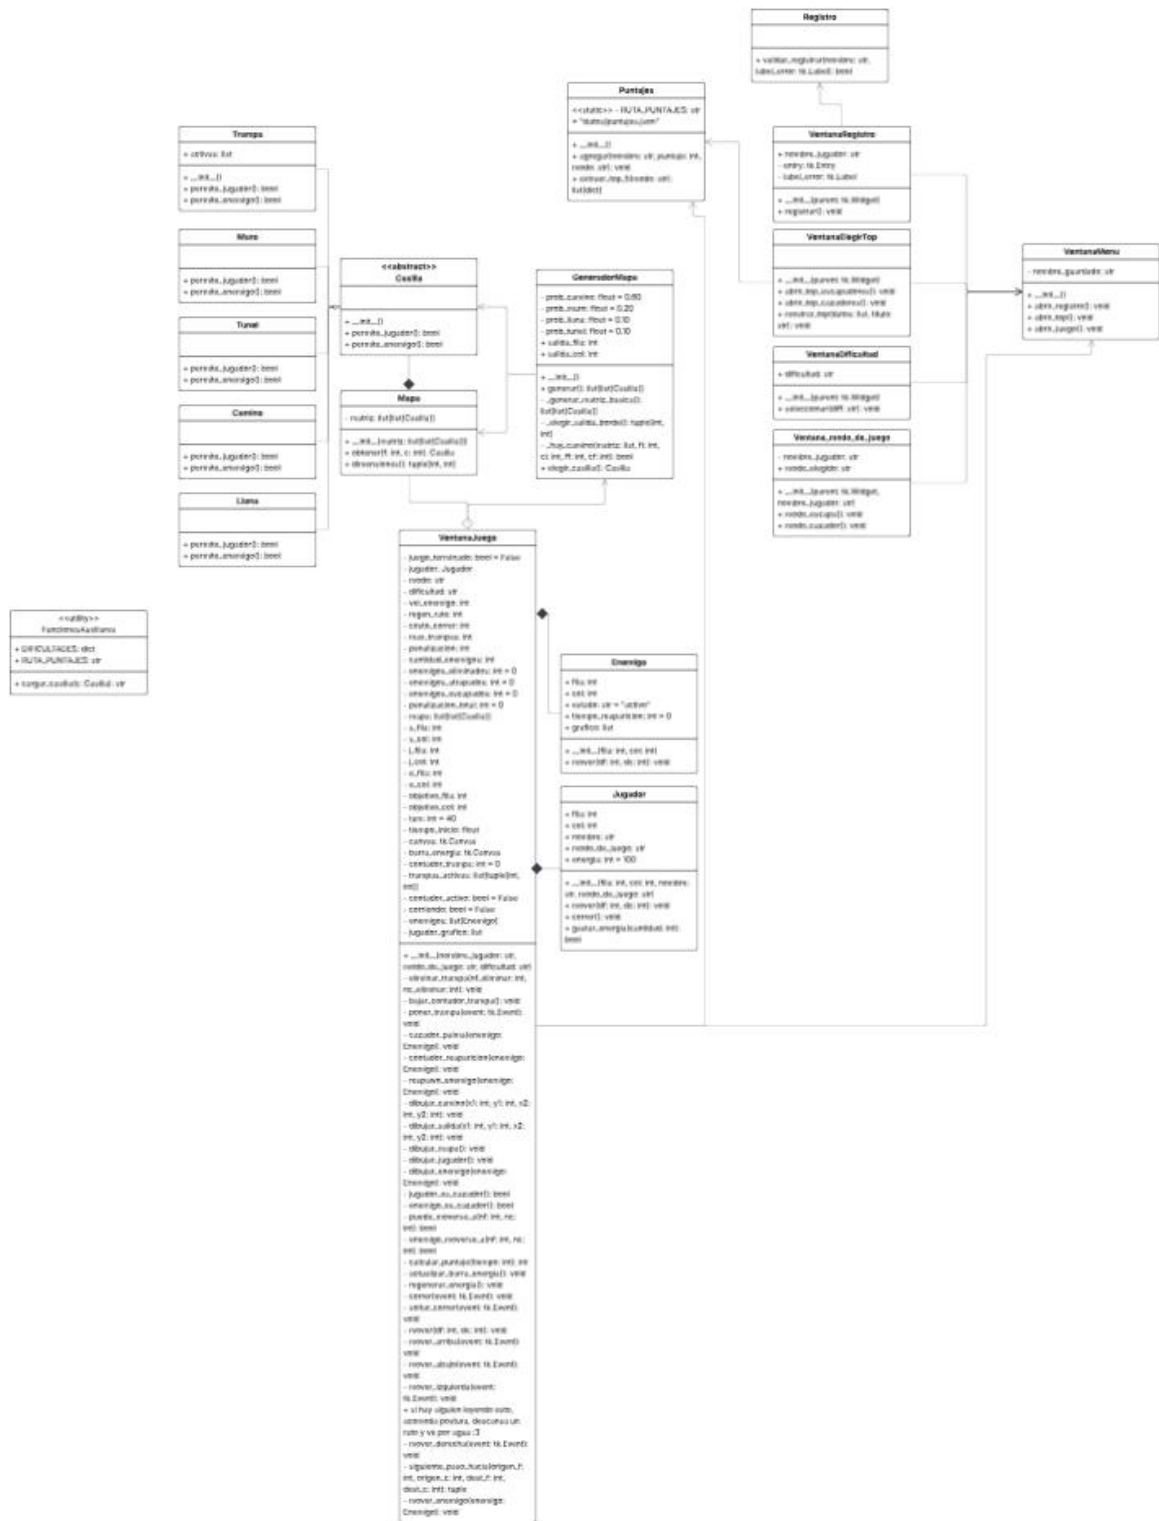 Registro
+ validar_registro(nombre: str,
label_error: tk.Label): bool
Puntajes
<<static>> - RUTA_PUNTAJES: str
= "datos/puntajes.json"
+ __init__()
+ agregar(nombre: str, puntaje: int,
modo: str): void
+ obtener_top_5(modo: str):
list[dict]
VentanaRegistro
+ nombre_jugador: str
- entry: tk.Entry
- label_error: tk.Label
+ __init__(parent: tk.Widget)
+ registrar(): void
Trampa
+ activas: list
+ __init__()
+ permite_jugador(): bool
+ permite_enemigo(): bool
Muro
+ permite_jugador(): bool
+ permite_enemigo(): bool
Tunel
+ permite_jugador(): bool
+ permite_enemigo(): bool
Camino
+ permite_jugador(): bool
+ permite_enemigo(): bool
Liana
+ permite_jugador(): bool
+ permite_enemigo(): bool
<<abstract>>
Casilla
+ __init__()
+ permite_jugador(): bool
+ permite_enemigo(): bool
Mapa
- matriz: list[list[Casilla]]
+ __init__(matriz: list[list[Casilla]])
+ obtener(f: int, c: int): Casilla
+ dimensiones(): tuple[int, int]
GeneradorMapa
- prob_camino: float = 0.60
- prob_muro: float = 0.20
- prob_liana: float = 0.10
- prob_tunel: float = 0.10
+ salida_fila: int
+ salida_col: int
+ __init__()
+ generar(): list[list[Casilla]]
- _generar_matriz_basica():
list[list[Casilla]]
- _elegir_salida_borde(): tuple[int,
int]
- _hay_camino(matriz: list, fi: int,
ci: int, ff: int, cf: int): bool
+ elegir_casilla(): Casilla
VentanaElegirTop
+ __init__(parent: tk.Widget)
+ abrir_top_escapadores(): void
+ abrir_top_cazadores(): void
+ mostrar_top(datos: list, titulo:
str): void
VentanaDificultad
+ dificultad: str
+ __init__(parent: tk.Widget)
+ seleccionar(dif: str): void
Ventana_modo_de_juego
- nombre_jugador: str
+ modo_elegido: str
+ __init__(parent: tk.Widget,
nombre_jugador: str)
+ modo_escapa(): void
+ modo_cazador(): void
VentanaMenu
- nombre_guardado: str
+ __init__()
+ abrir_registro(): void
+ abrir_top(): void
+ abrir_juego(): void
<<utility>>
FuncionesAuxiliares
+ DIFICULTADES: dict
+ RUTA_PUNTAJES: str
VentanaJuego
- juego_terminado: bool = False
- jugador: Jugador
- modo: str
- dificultad: str
- vel_enemigo: int
- regen_rate: int
- costo_correr: int
- max_trampas: int
- penalizacion: int
- cantidad_enemigos: int
- enemigos_eliminados: int = 0
- enemigos_atrapados: int = 0
- enemigos_escapados: int = 0
- penalizacion_total: int = 0
- mapa: list[list[Casilla]]
- s_fila: int
- s_col: int
- j_fila: int
- j_col: int
- e_fila: int
- e_col: int
- objetivo_fila: int
- objetivo_col: int
- tam: int = 40
- tiempo_inicio: float
- canvas: tk.Canvas
- barra_energia: tk.Canvas
- contador_trampa: int = 0
- trampas_activas: list[tuple[int,
int]]
- contador_activo: bool = False
- corriendo: bool = False
- enemigos: list[Enemigo]
- jugador_grafico: list
+ __init__(nombre_jugador: str,
modo_de_juego: str, dificultad: str)
- eliminar_trampa(nf_eliminar: int,
nc_eliminar: int): void
- bajar_contador_trampa(): void
- poner_trampa(event: tk.Event):
void
Enemigo): void
- contador_reaparicion(enemigo:
Enemigo): void
- respawn_enemigo(enemigo:
Enemigo): void
- dibujar_camino(x1: int, y1: int, x2:
int, y2: int): void
- dibujar_salida(x1: int, y1: int, x2:
int, y2: int): void
- dibujar_mapa(): void
- dibujar_jugador(): void
- dibujar_enemigo(enemigo:
Enemigo): void
- jugador_es_cazador(): bool
- enemigo_es_cazador(): bool
- puede_moverse_a(nf: int, nc:
int): bool
- enemigo_moverse_a(nf: int, nc:
int): bool
- calcular_puntaje(tiempo: int): int
- actualizar_barra_energia(): void
- regenerar_energia(): void
- correr(event: tk.Event): void
- soltar_correr(event: tk.Event):
void
- mover(df: int, dc: int): void
- mover_arriba(event: tk.Event):
void
- mover_abajo(event: tk.Event):
void
- mover_izquierda(event:
tk.Event): void
+ si hay alguien leyendo esto,
acomoda postura, descansa un
rato y ve por agua :3
- mover_derecha(event: tk.Event):
void
- siguiente_paso_hacia(origen_f:
int, origen_c: int, dest_f: int,
dest_c: int): tuple
- mover_enemigo(enemigo:
Enemigo): void
Enemigo
+ fila: int
+ col: int
+ estado: str = "activo"
+ tiempo_reaparicion: int = 0
+ grafico: list
+ __init__(fila: int, col: int)
+ mover(df: int, dc: int): void
Jugador
+ fila: int
+ col: int
+ nombre: str
+ modo_de_juego: str
+ energia: int = 100
+ __init__(fila: int, col: int, nombre:
str, modo_de_juego: str)
+ mover(df: int, dc: int): void
+ correr(): void
+ gastar_energia(cantidad: int):
bool